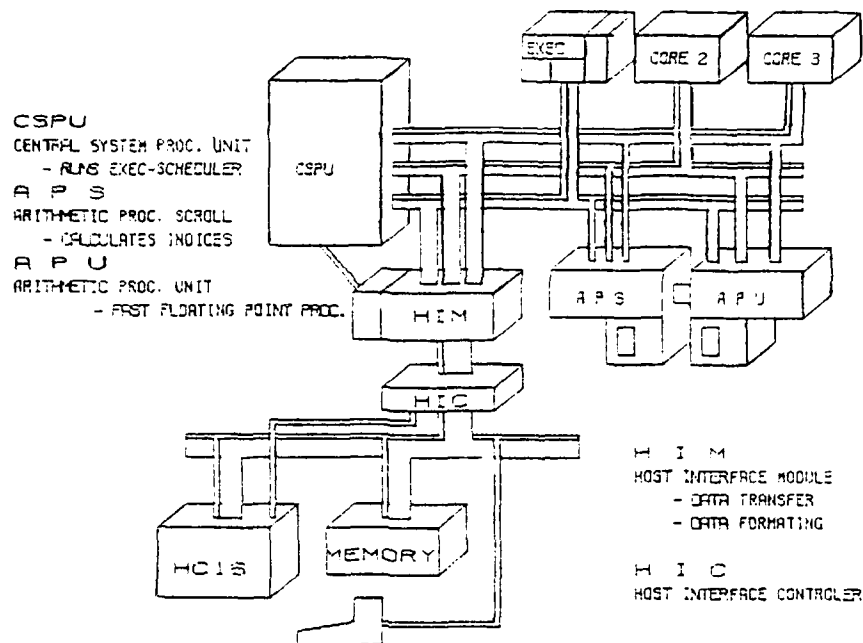 EXEC
CORE 2
CORE 3
CSPU
CENTRAL SYSTEM PROC. UNIT
- RUNS EXEC-SCHEDULER
A P S
ARITHMETIC PROC. SCROLL
- CALCULATES INDICES
A P U
ARITHMETIC PROC. UNIT
- FAST FLOATING POINT PROC.
CSPU
A P S
A P U
HIM
HIC
H I M
HOST INTERFACE MODULE
- DATA TRANSFER
- DATA FORMATING
H I C
HOST INTERFACE CONTROLER
HC16
MEMORY